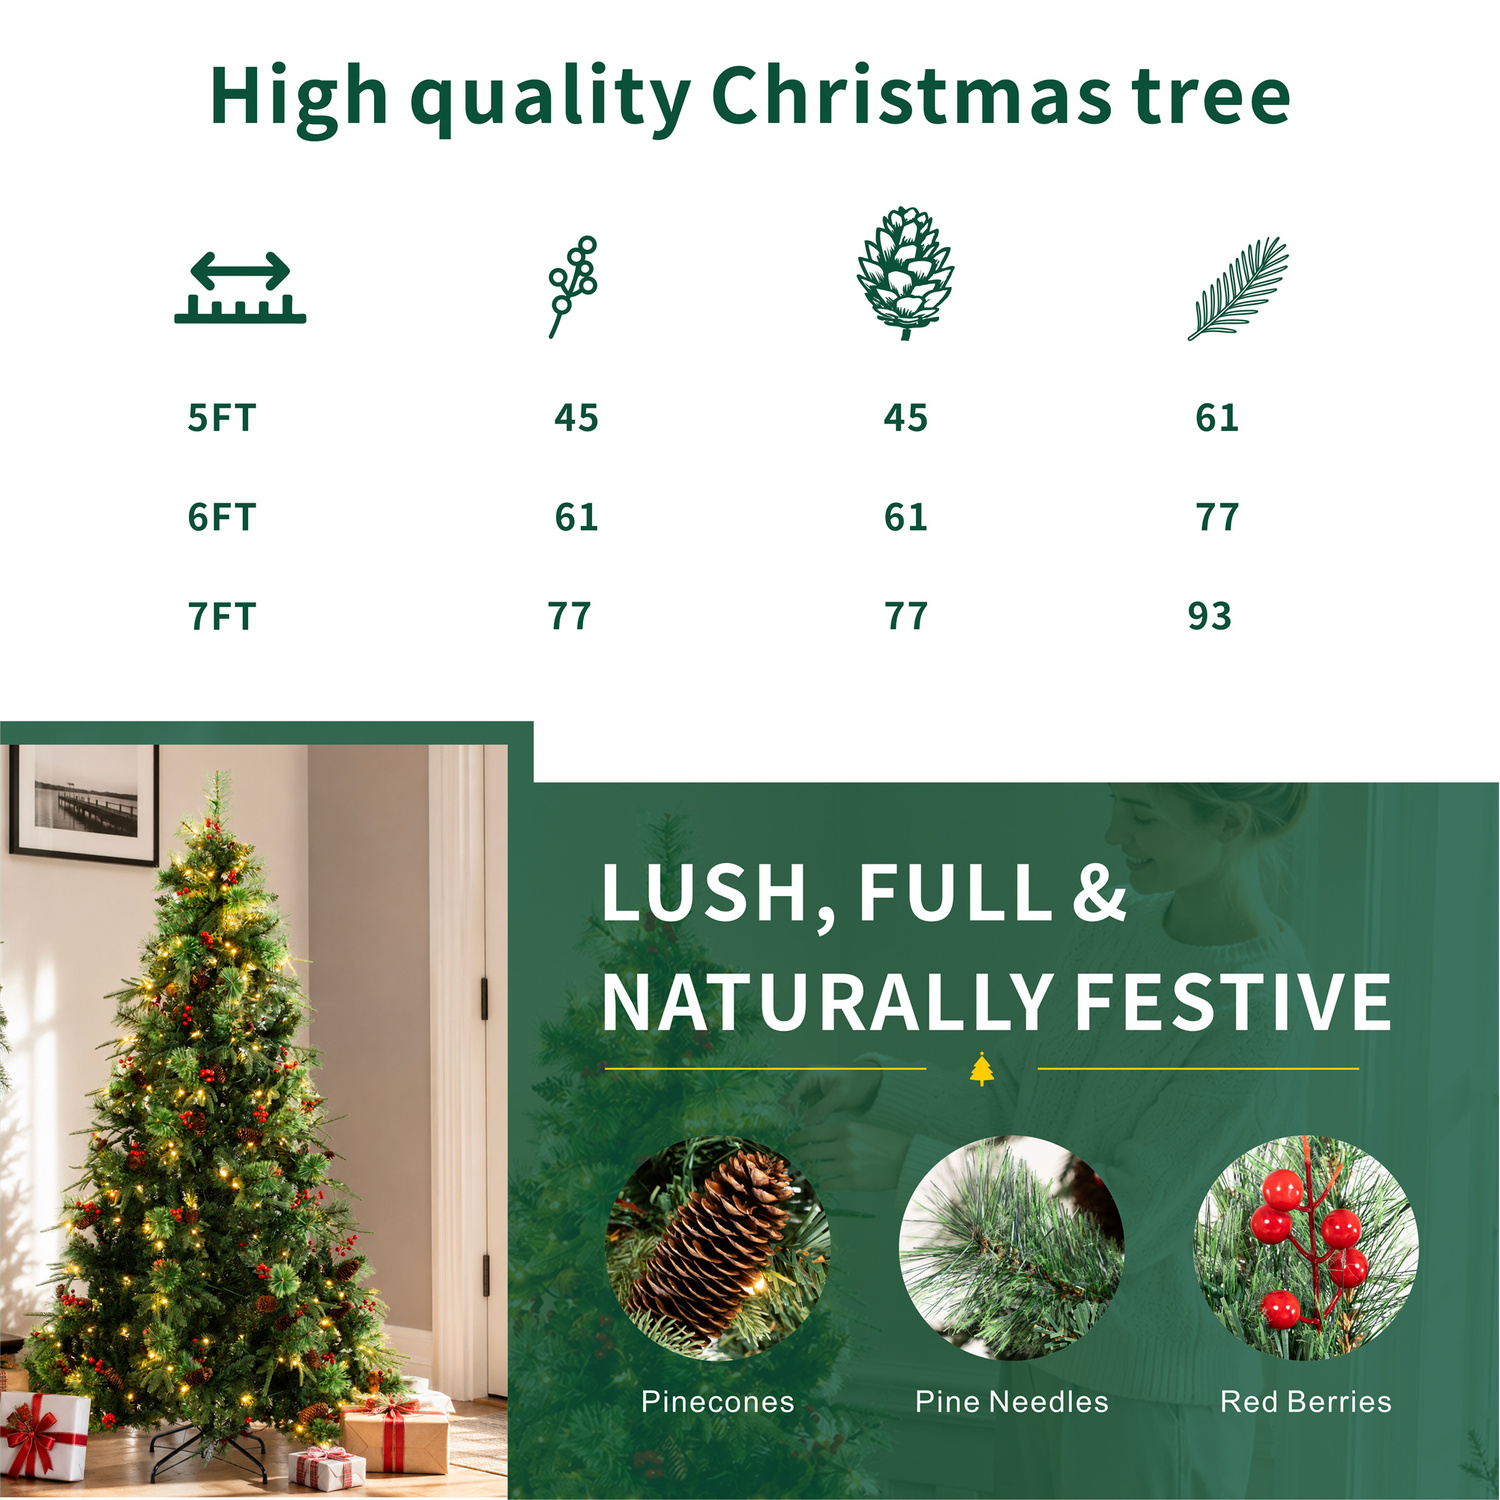 High quality Christmas tree
5FT 45 45 61
6FT 61 61 77
7FT 77 77 93
LUSH, FULL &
NATURALLY FESTIVE
Pinecones Pine Needles Red Berries